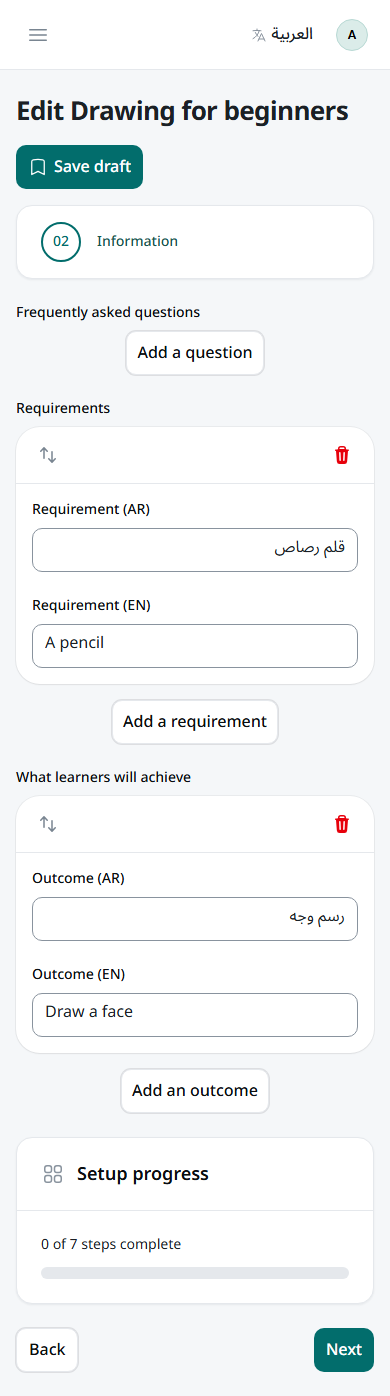 العربية
A
Edit Drawing for beginners
Save draft
02
Information
Frequently asked questions
Add a question
Requirements
Requirement (AR)
قلم رصاص
Requirement (EN)
A pencil
Add a requirement
What learners will achieve
Outcome (AR)
رسم وجه
Outcome (EN)
Draw a face
Add an outcome
Setup progress
0 of 7 steps complete
Back
Next